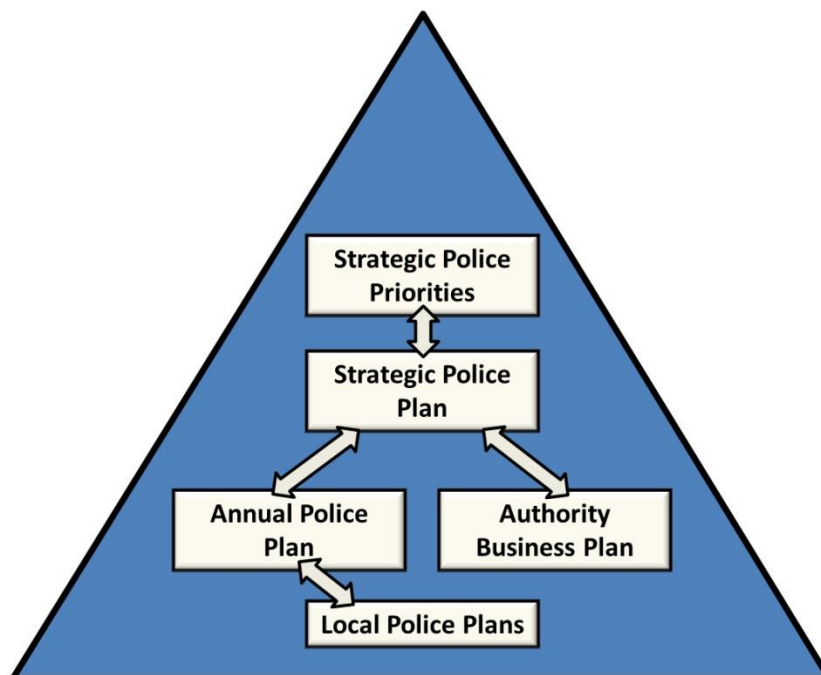 Strategic Police
Priorities
Strategic Police
Plan
Annual Police
Plan
Authority
Business Plan
Local Police Plans